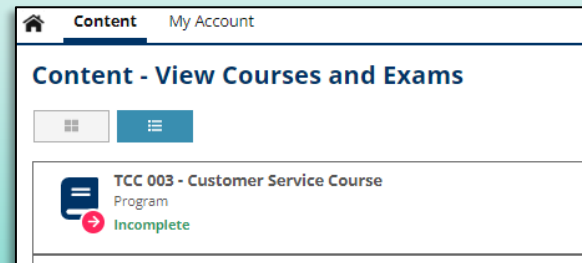 Content My Account
Content - View Courses and Exams
TCC 003 - Customer Service Course
Program
Incomplete